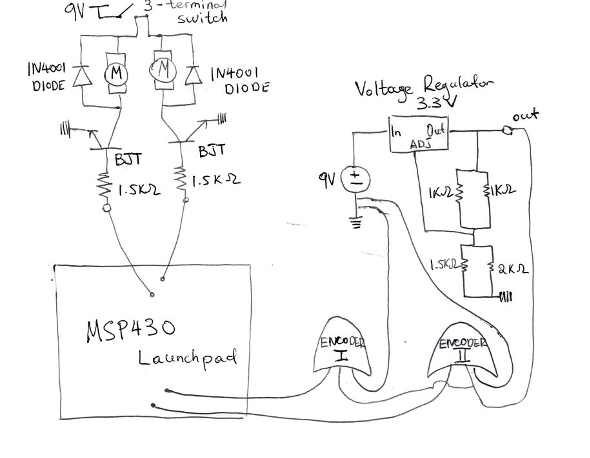 9V
3-terminal
switch
1N4001
DIODE
M
M
1N4001
DIODE
BJT
BJT
1.5KΩ
1.5KΩ
Voltage Regulator
3.3V
In
Out
ADJ
out
9V
1KΩ
1KΩ
1.5KΩ
2KΩ
MSP430
Launchpad
ENCODER
I
ENCODER
II